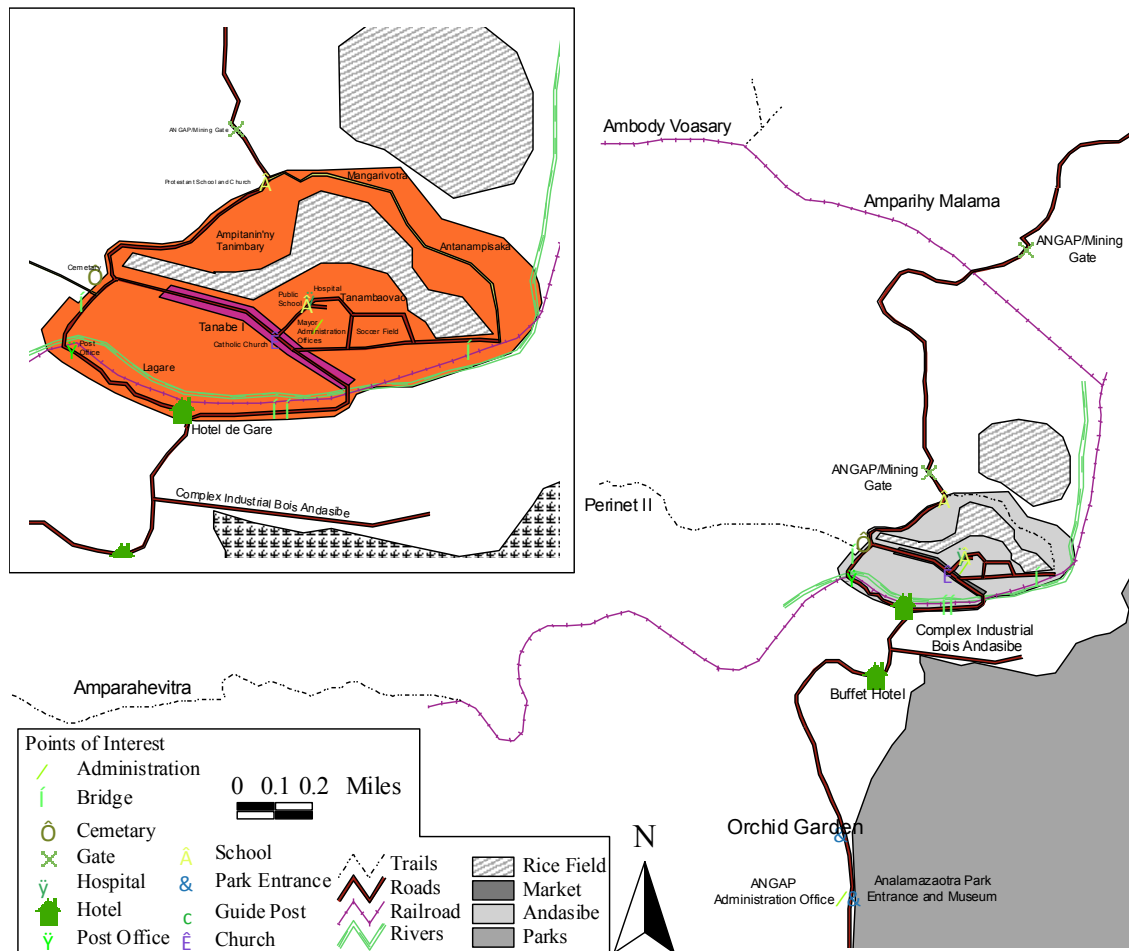 ANGAP/Mining Gate
Protestant School and Church
Mangarivotra
Ampitanin'ny
Tanimbary
Antanampisaka
Cemetary
Ô
Í
Public
School
Hospital
Tanambaovao
Â
Tanabe I
Mayor
Administration
Offices
Soccer Field
Catholic Church
Ê
Post
Office
Ÿ
Lagare
Í
Í Í
Hotel de Gare
Complex Industrial Bois Andasibe
Ambody Voasary
Amparihy Malama
ANGAP/Mining
Gate
ANGAP/Mining
Gate
Perinet II
Complex Industrial
Bois Andasibe
Buffet Hotel
Amparahevitra
Orchid Garden
&
ANGAP
Administration Office
Analamazaotra Park
Entrance and Museum
&
Points of Interest
Administration
Í Bridge
Ô Cemetary
Gate
ÿ Hospital
Hotel
Ÿ Post Office
0 0.1 0.2 Miles
Â School
& Park Entrance
c Guide Post
Ê Church
Trails
Roads
Railroad
Rivers
Rice Field
Market
Andasibe
Parks
N